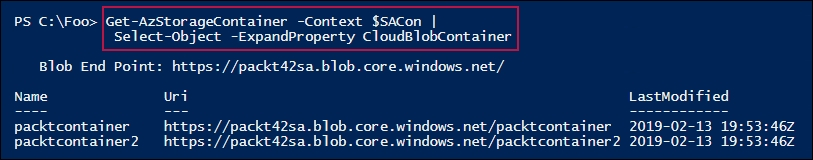 PS C:\Foo> Get-AzStorageContainer -Context $SACon |
Select-Object -ExpandProperty CloudBlobContainer
Blob End Point: https://packt42sa.blob.core.windows.net/
Name Uri LastModified
---- --- ------------
packtcontainer https://packt42sa.blob.core.windows.net/packtcontainer 2019-02-13 19:53:46Z
packtcontainer2 https://packt42sa.blob.core.windows.net/packtcontainer2 2019-02-13 19:53:46Z